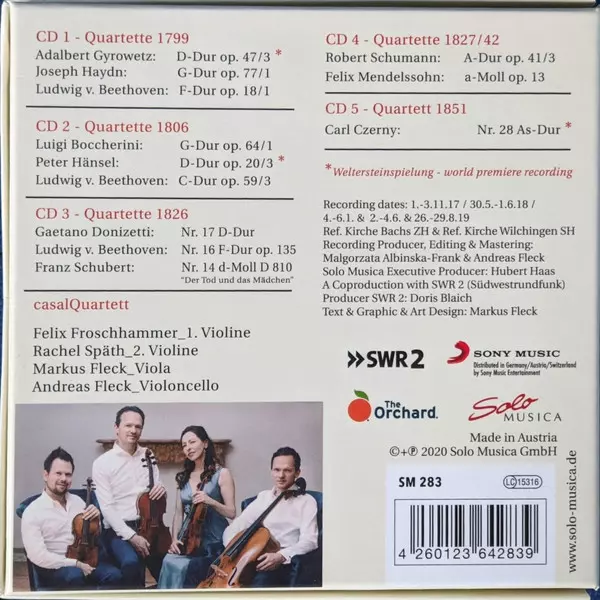 CD 1 - Quartette 1799
Adalbert Gyrowetz: D-Dur op. 47/3 *
Joseph Haydn: G-Dur op. 77/1
Ludwig v. Beethoven: F-Dur op. 18/1
CD 2 - Quartette 1806
Luigi Boccherini: G-Dur op. 64/1
Peter Hänsel: D-Dur op. 20/3 *
Ludwig v. Beethoven: C-Dur op. 59/3
CD 3 - Quartette 1826
Gaetano Donizetti: Nr. 17 D-Dur
Ludwig v. Beethoven: Nr. 16 F-Dur op. 135
Franz Schubert: Nr. 14 d-Moll D 810
"Der Tod und das Mädchen"
casalQuartett
Felix Froschhammer_1. Violine
Rachel Späth_2. Violine
Markus Fleck_Viola
Andreas Fleck_Violoncello
CD 4 - Quartette 1827/42
Robert Schumann: A-Dur op. 41/3
Felix Mendelssohn: a-Moll op. 13
CD 5 - Quartett 1851
Carl Czerny: Nr. 28 As-Dur *
*Weltersteinspielung - world premiere recording
Recording dates: 1.-3.11.17 / 30.5.-1.6.18 /
4.-6.1. & 2.-4.6. & 26.-29.8.19
Ref. Kirche Bachs ZH & Ref. Kirche Wilchingen SH
Recording Producer, Editing & Mastering:
Malgorzata Albinska-Frank & Andreas Fleck
Solo Musica Executive Producer: Hubert Haas
A Coproduction with SWR 2 (Südwestrundfunk)
Producer SWR 2: Doris Blaich
Text & Graphic & Art Design: Markus Fleck
SWR2
SONY MUSIC
Distributed in Germany/Austria/Switzerland
by Sony Music Entertainment
The
Orchard.
Solo
MUSICA
Made in Austria
©+℗ 2020 Solo Musica GmbH
SM 283
LC 15316
4 260123 642839
www.solo-musica.de